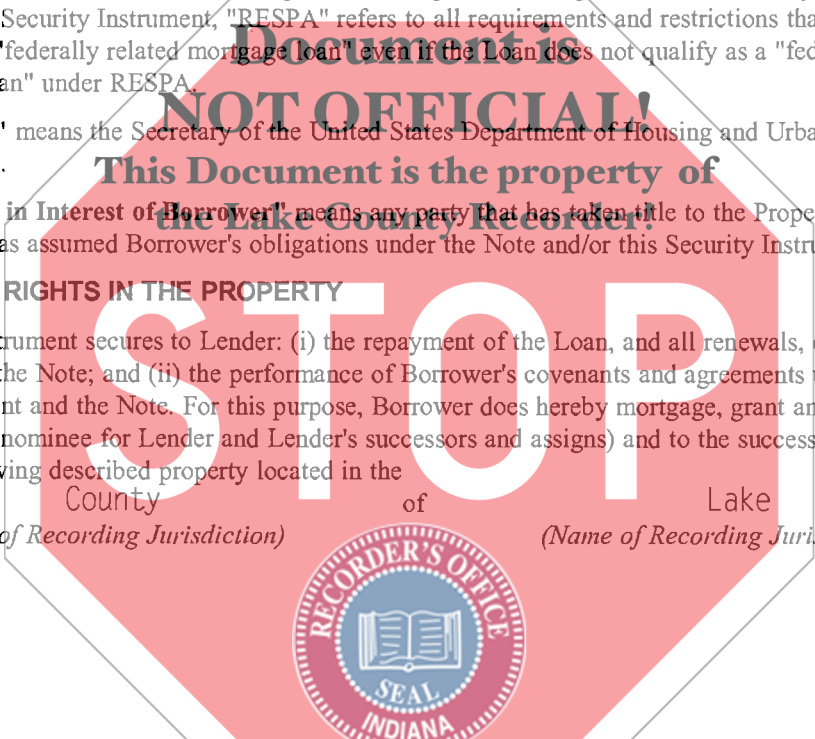 Security Instrument, "RESPA" refers to all requirements and restrictions tha
"federally related mortgage loan" even if the Loan does not qualify as a "fed
an" under RESPA.
Document is
NOT OFFICIAL!
' means the Secretary of the United States Department of Housing and Urba
.
This Document is the property of
the Lake County Recorder!
in Interest of Borrower" means any party that has taken title to the Prope
as assumed Borrower's obligations under the Note and/or this Security Instru
RIGHTS IN THE PROPERTY
STOP
rument secures to Lender: (i) the repayment of the Loan, and all renewals,
the Note; and (ii) the performance of Borrower's covenants and agreements
nt and the Note. For this purpose, Borrower does hereby mortgage, grant an
nominee for Lender and Lender's successors and assigns) and to the success
ving described property located in the
County of Lake
of Recording Jurisdiction) (Name of Recording Juri
RECORDER'S OFFICE
SEAL
INDIANA